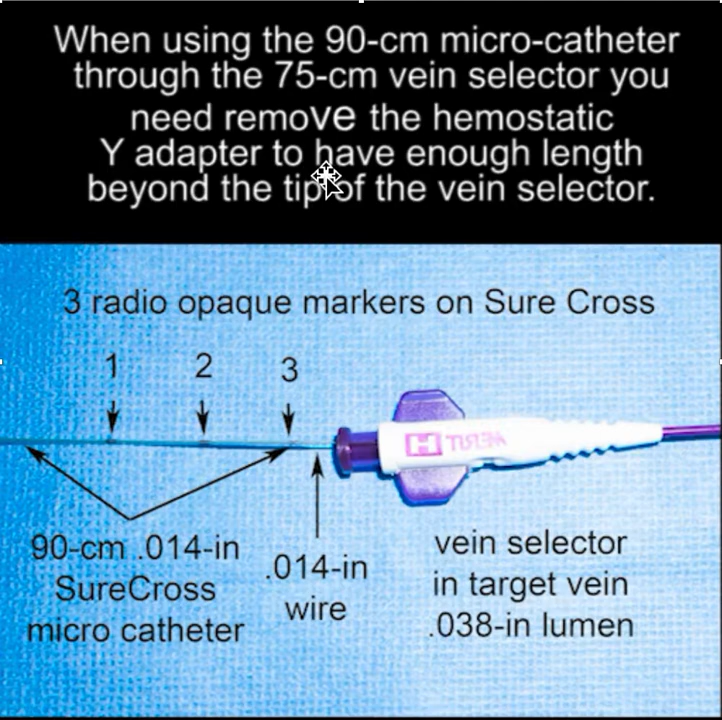 When using the 90-cm micro-catheter
through the 75-cm vein selector you
need remove the hemostatic
Y adapter to have enough length
beyond the tip of the vein selector.
3 radio opaque markers on Sure Cross
1 2 3
90-cm .014-in
SureCross
micro catheter
.014-in
wire
vein selector
in target vein
.038-in lumen